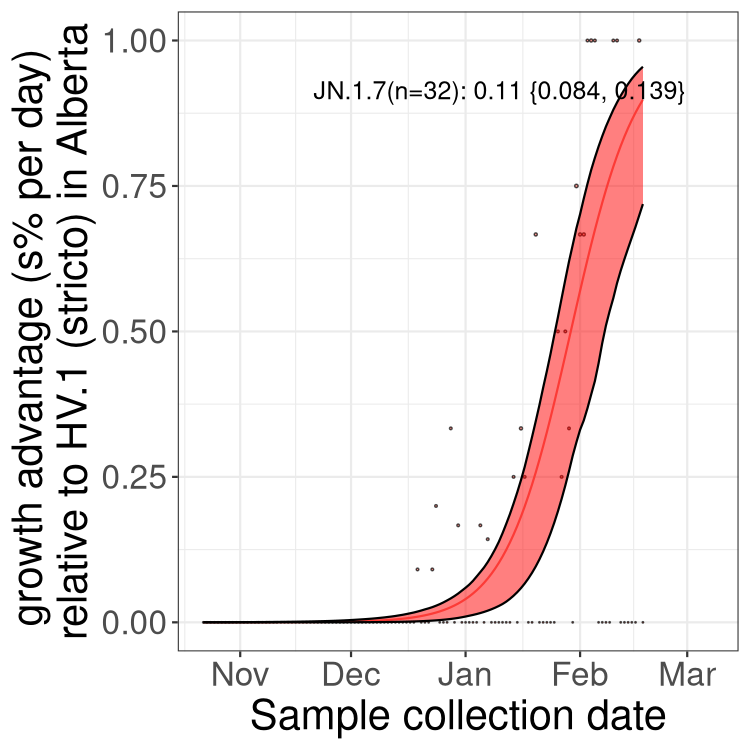 growth advantage (s% per day)
relative to HV.1 (stricto) in Alberta
1.00
JN.1.7(n=32): 0.11 {0.084, 0.139}
0.75
0.50
0.25
0.00
Nov Dec Jan Feb Mar
Sample collection date